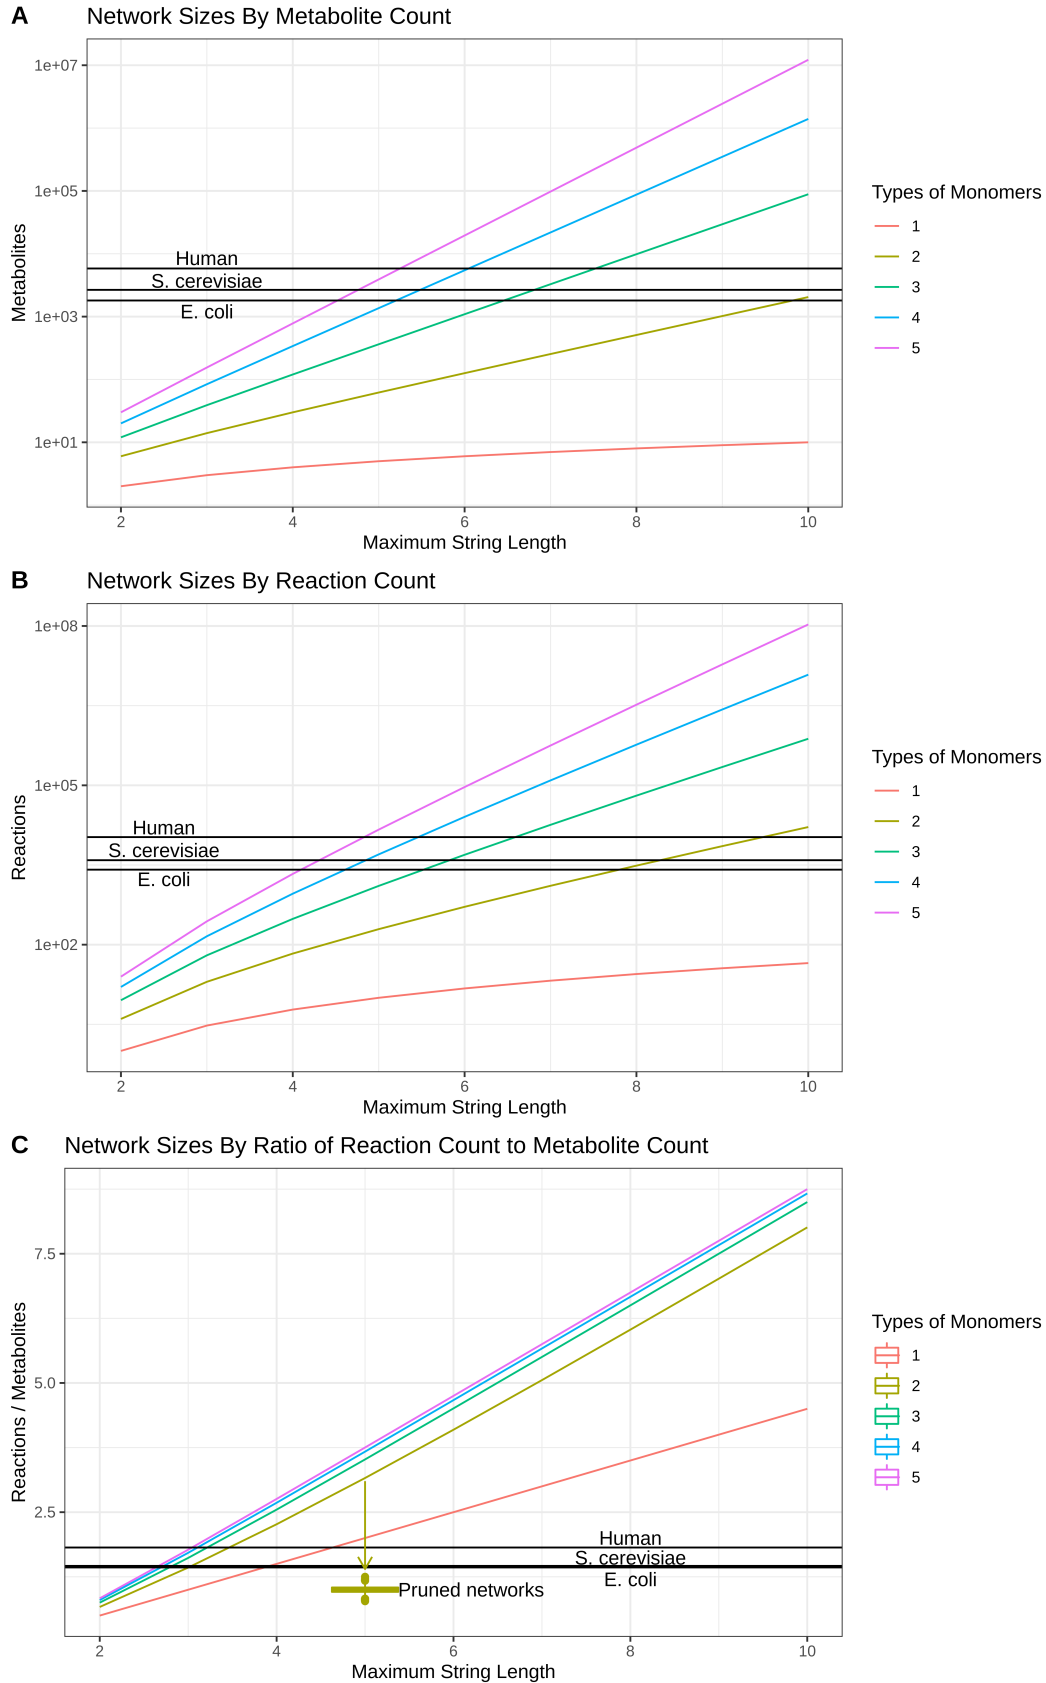 A
Network Sizes By Metabolite Count
1e+07
1e+05
1e+03
1e+01
Metabolites
Human
S. cerevisiae
E. coli
2 4 6 8 10
Maximum String Length
Types of Monomers
1
2
3
4
5
B
Network Sizes By Reaction Count
1e+08
1e+05
1e+02
Reactions
Human
S. cerevisiae
E. coli
2 4 6 8 10
Maximum String Length
Types of Monomers
1
2
3
4
5
C
Network Sizes By Ratio of Reaction Count to Metabolite Count
7.5
5.0
2.5
Reactions / Metabolites
Human
S. cerevisiae
E. coli
Pruned networks
2 4 6 8 10
Maximum String Length
Types of Monomers
1
2
3
4
5